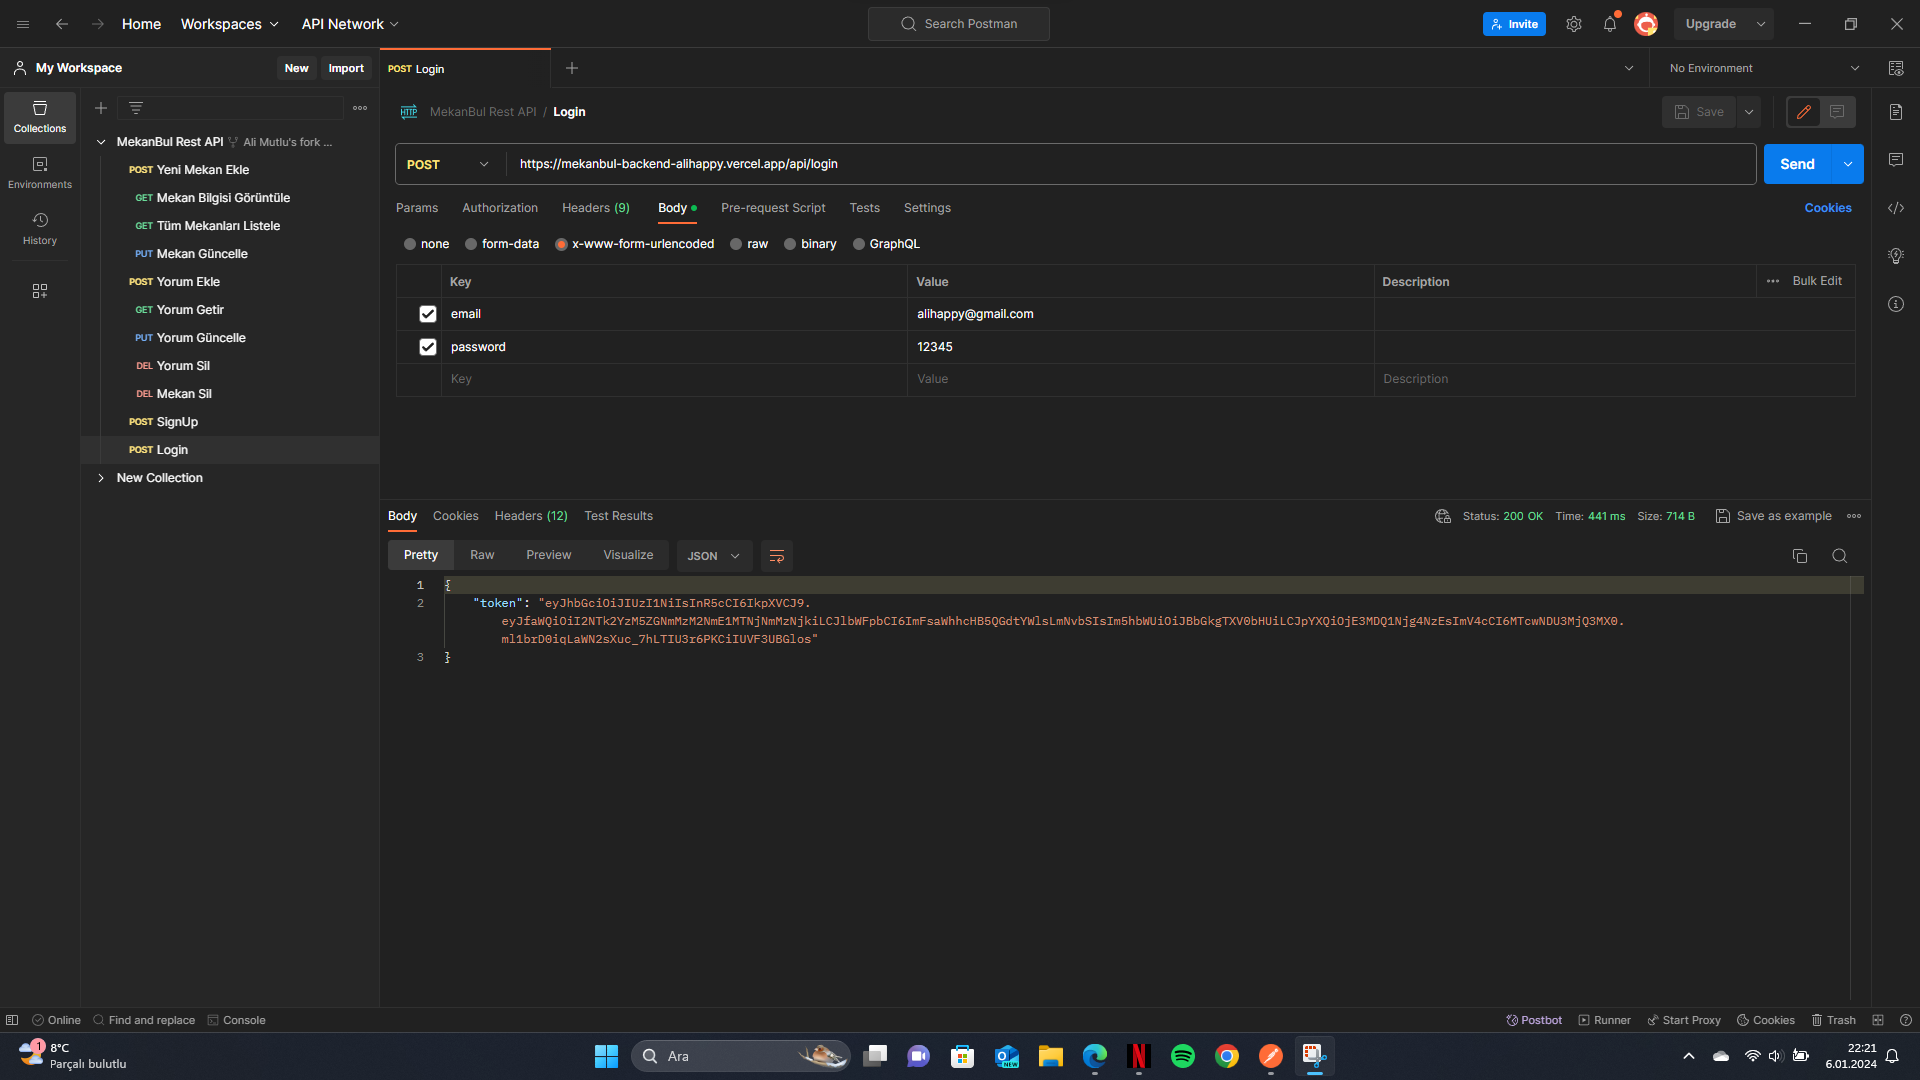 Home Workspaces API Network Search Postman Invite Upgrade
My Workspace New Import POST Login No Environment
Collections
Environments
History
MekanBul Rest API Ali Mutlu's fork ...
POST Yeni Mekan Ekle
GET Mekan Bilgisi Görüntüle
GET Tüm Mekanları Listele
PUT Mekan Güncelle
POST Yorum Ekle
GET Yorum Getir
PUT Yorum Güncelle
DEL Yorum Sil
DEL Mekan Sil
POST SignUp
POST Login
New Collection
HTTP MekanBul Rest API / Login Save
POST https://mekanbul-backend-alihappy.vercel.app/api/login Send
Params Authorization Headers (9) Body Pre-request Script Tests Settings Cookies
none form-data x-www-form-urlencoded raw binary GraphQL
Key Value Description Bulk Edit
email alihappy@gmail.com
password 12345
Key Value Description
Body Cookies Headers (12) Test Results Status: 200 OK Time: 441 ms Size: 714 B Save as example
Pretty Raw Preview Visualize JSON
1 {
2 "token": "eyJhbGciOiJIUzI1NiIsInR5cCI6IkpXVCJ9.
eyJfaWQiOiI2NTk2YzM5ZGNmMzM2NmE1MTNjNmMzNjkiLCJlbWFpbCI6ImFsaWhhcHB5QGdtYWlsLmNvbSIsIm5hbWUiOiJBbGkgTXV0bHUiLCJpYXQiOjE3MDQ1Njg4NzEsImV4cCI6MTcwNDU3MjQ3MX0.
ml1brD0iqLaWN2sXuc_7hLTIU3r6PKCiIUVF3UBGlos"
3 }
Online Find and replace Console Postbot Runner Start Proxy Cookies Trash
1 8°C
Parçalı bulutlu
Ara
NEW
22:21
6.01.2024